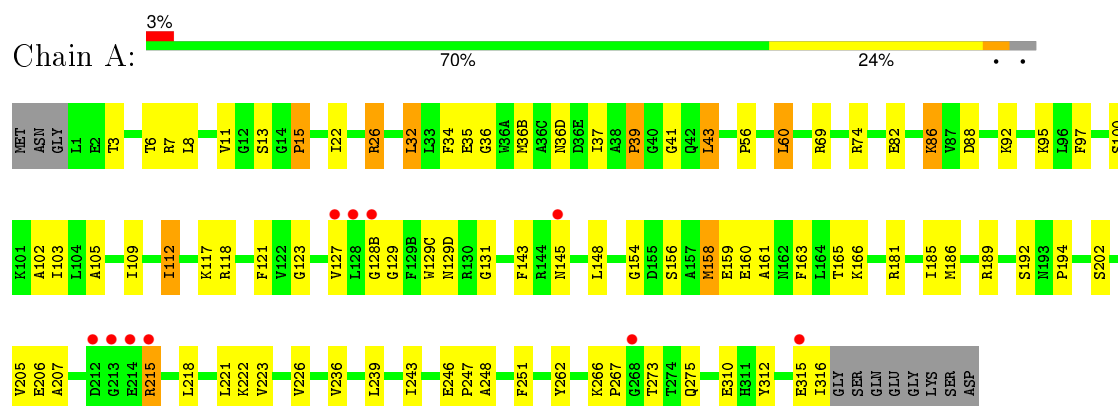 3%
Chain A:
70% 24% • •
MET ASN GLY L1 E2 T3 T6 R7 L8 V11 G12 S13 G14 P15 I22 R26 L32 L33 F34 E35 G36 W36A M36B A36C N36D D36E I37 A38 P39 G40 G41 Q42 L43 P56 L60 R69 R74 E82 K86 V87 D88 K92 K95 L96 F97 S100
K101 A102 I103 L104 A105 I109 I112 K117 R118 F121 V122 G123 V127 L128 G128B G129 F129B W129C N129D R130 G131 F143 R144 N145 L148 G154 D155 S156 A157 M158 E159 E160 A161 N162 F163 L164 T165 K166 R181 I185 M186 R189 S192 N193 P194 S202
V205 E206 A207 D212 G213 E214 R215 L218 L221 K222 V223 V226 V236 L239 I243 E246 P247 A248 F251 Y262 K266 P267 G268 T273 T274 Q275 E310 H311 Y312 E315 I316 GLY SER GLN GLU GLY LYS SER ASP